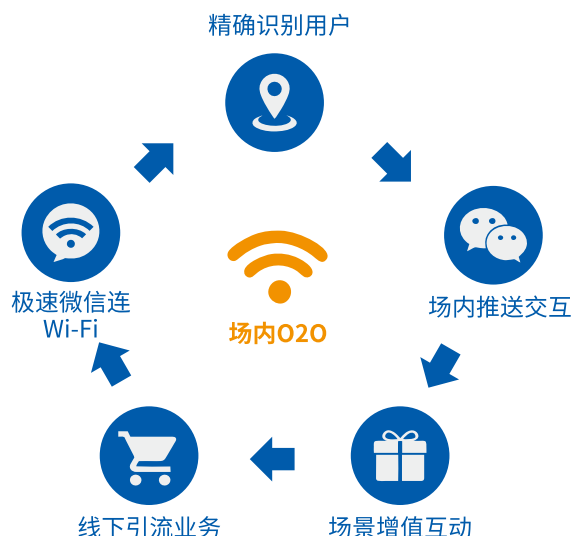 精确识别用户
极速微信连
Wi-Fi
场内推送交互
场内O2O
线下引流业务
场景增值互动